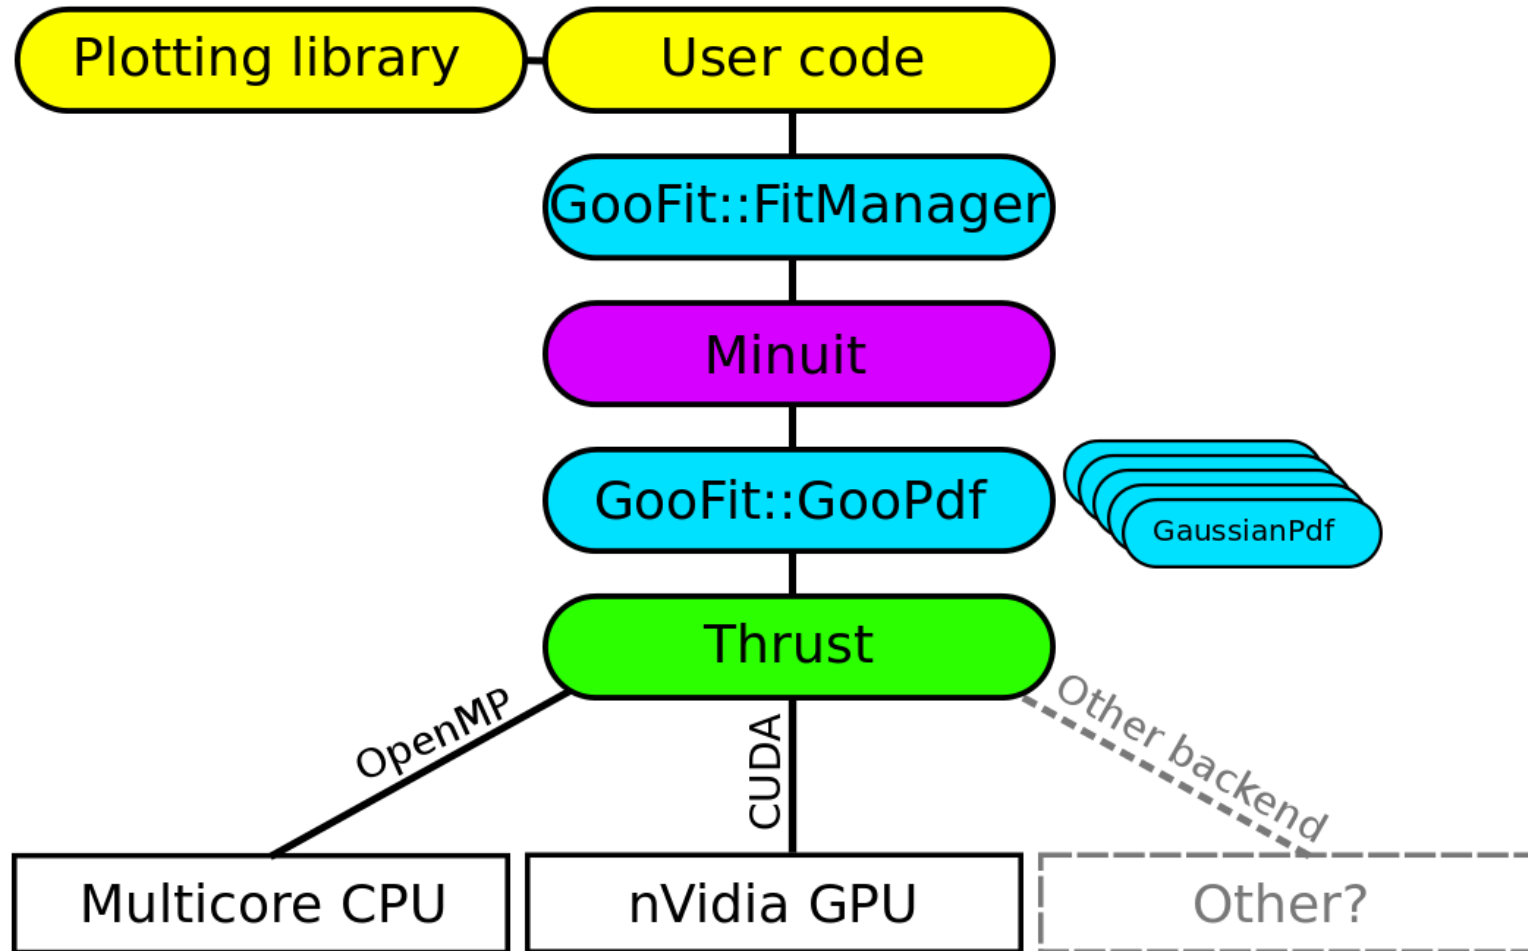 Plotting library
User code
GooFit::FitManager
Minuit
GooFit::GooPdf
GaussianPdf
Thrust
OpenMP
CUDA
Other backend
Multicore CPU
nVidia GPU
Other?